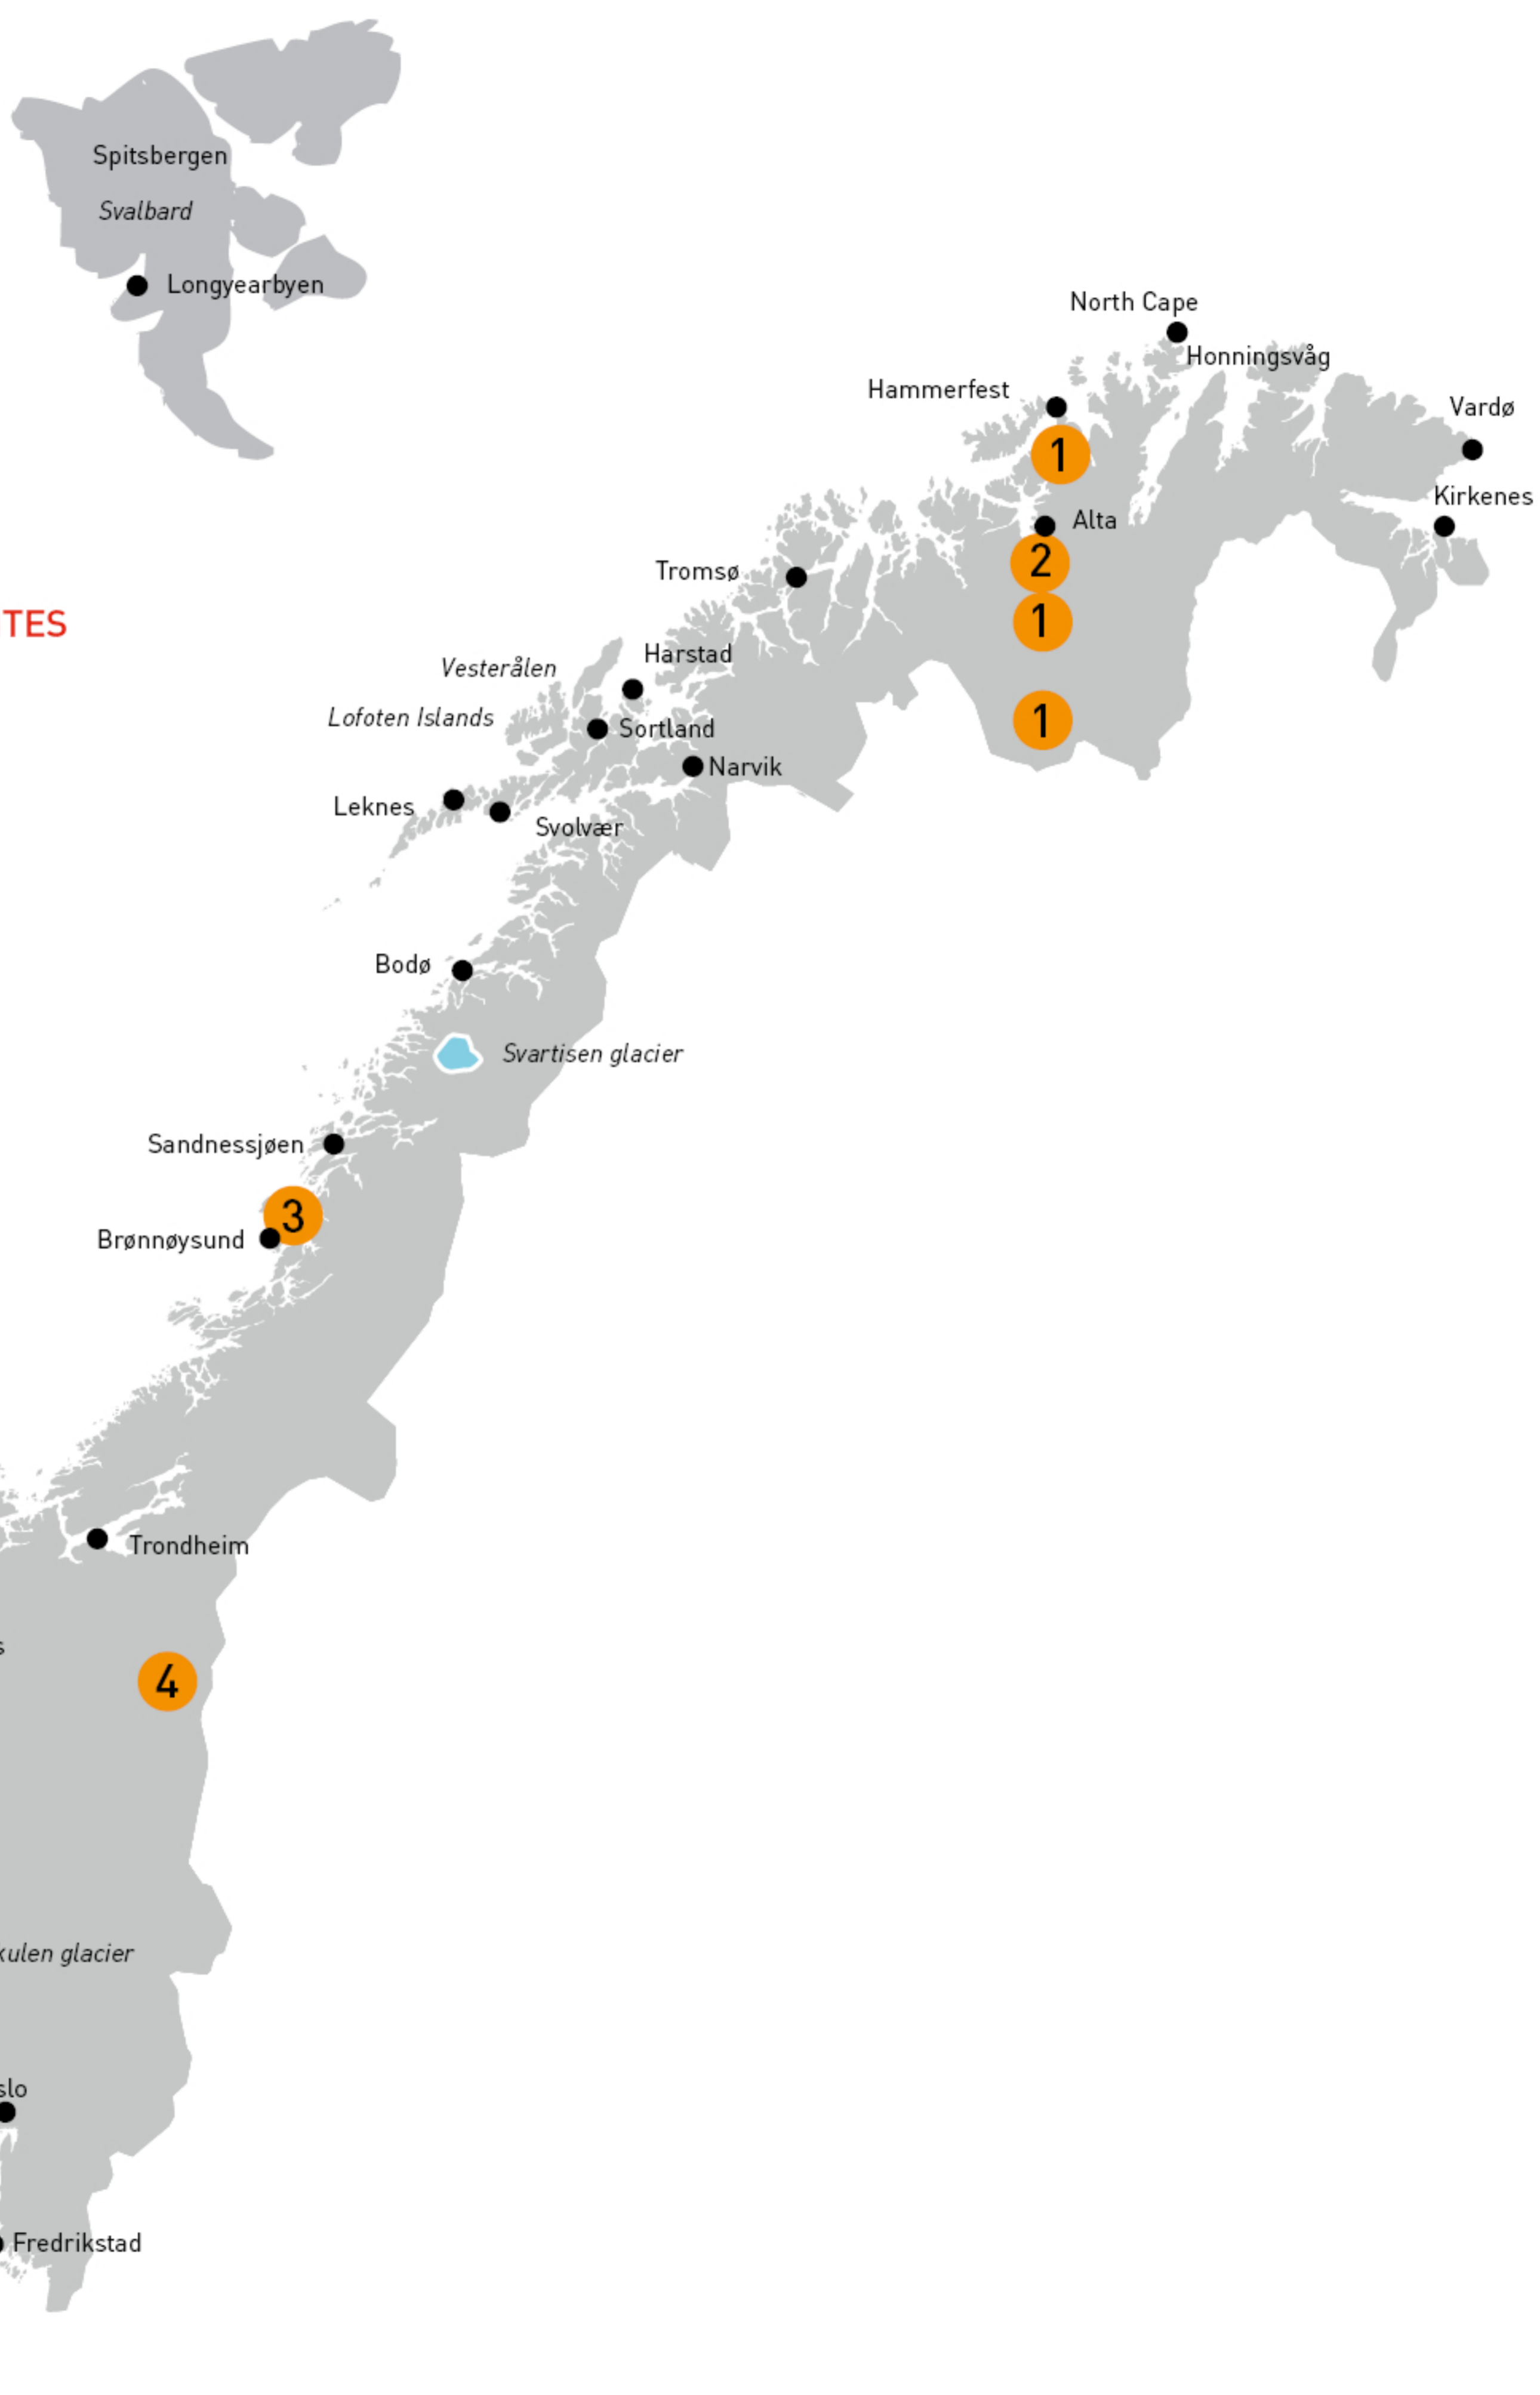 Spitsbergen
Svalbard
Longyearbyen
North Cape
Honningsvåg
Hammerfest
Vardø
1
Kirkenes
Alta
2
Tromsø
1
TES
Harstad
Vesterålen
Lofoten Islands
1
Sortland
Narvik
Leknes
Svolvær
Bodø
Svartisen glacier
Sandnessjøen
3
Brønnøysund
Trondheim
s
4
kulen glacier
slo
Fredrikstad